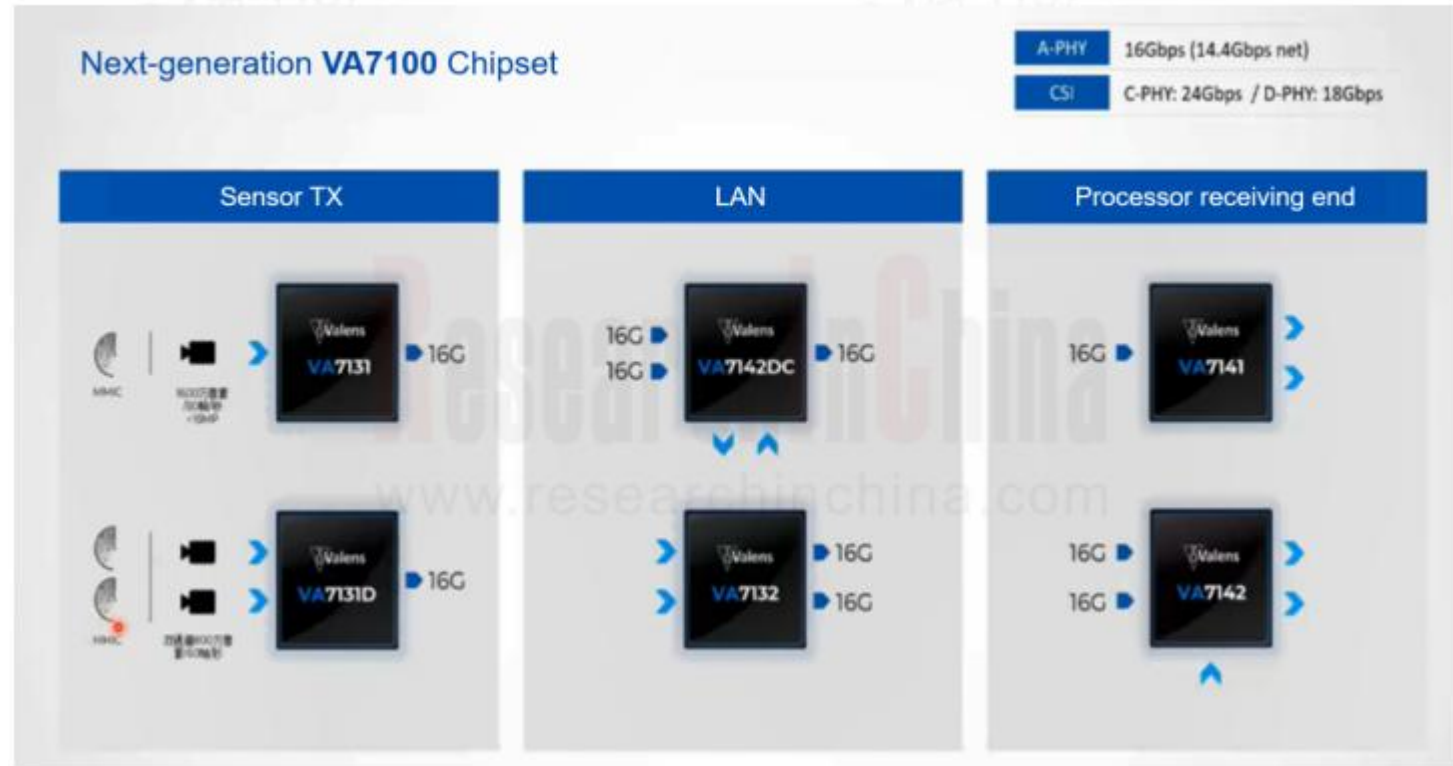 Next-generation VA7100 Chipset
A-PHY 16Gbps (14.4Gbps net)
CSI C-PHY: 24Gbps / D-PHY: 18Gbps
Sensor TX
LAN
Processor receiving end
MMIC
Valens
VA7131
16G
MMIC
Valens
VA7131D
16G
16G
16G
Valens
VA7142DC
16G
Valens
VA7132
16G
16G
16G
Valens
VA7141
16G
16G
Valens
VA7142
ResearchInChina
www.researchinchina.com